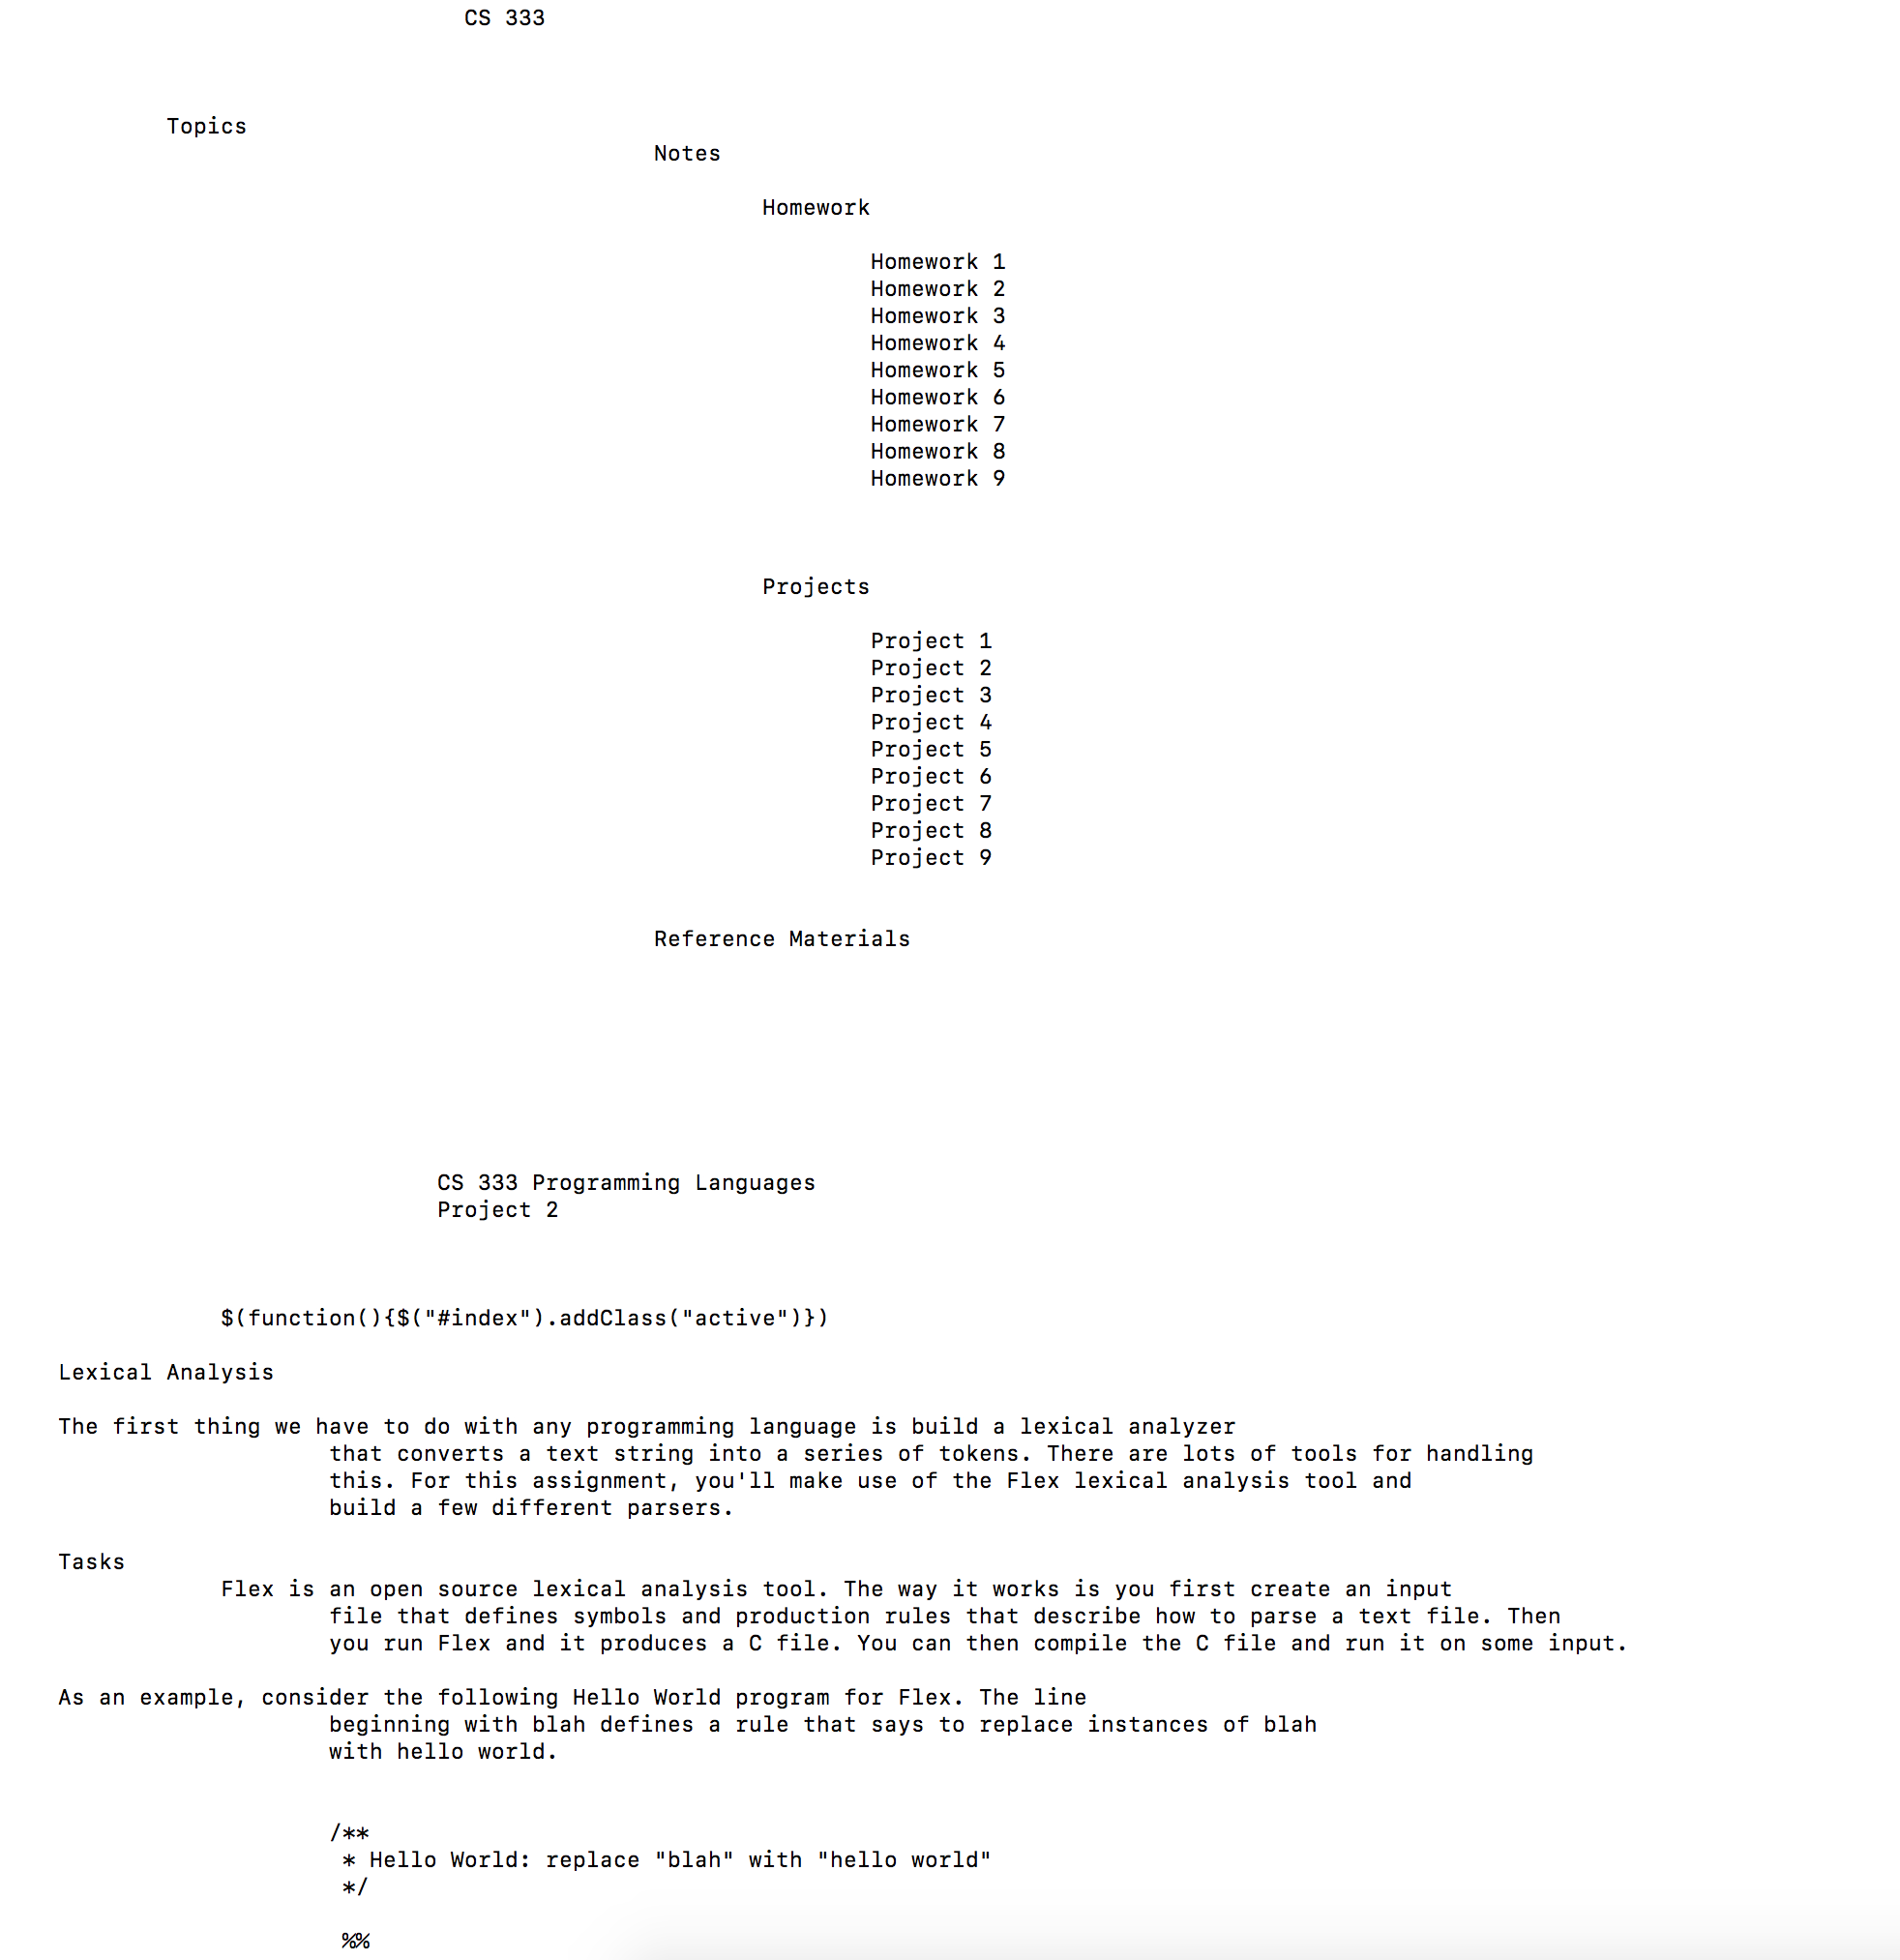 CS 333
Topics
Notes
Homework
Homework 1
Homework 2
Homework 3
Homework 4
Homework 5
Homework 6
Homework 7
Homework 8
Homework 9
Projects
Project 1
Project 2
Project 3
Project 4
Project 5
Project 6
Project 7
Project 8
Project 9
Reference Materials
CS 333 Programming Languages
Project 2
$(function(){$("#index").addClass("active")})
Lexical Analysis
The first thing we have to do with any programming language is build a lexical analyzer
that converts a text string into a series of tokens. There are lots of tools for handling
this. For this assignment, you'll make use of the Flex lexical analysis tool and
build a few different parsers.
Tasks
Flex is an open source lexical analysis tool. The way it works is you first create an input
file that defines symbols and production rules that describe how to parse a text file. Then
you run Flex and it produces a C file. You can then compile the C file and run it on some input.
As an example, consider the following Hello World program for Flex. The line
beginning with blah defines a rule that says to replace instances of blah
with hello world.
/**
* Hello World: replace "blah" with "hello world"
*/
%%